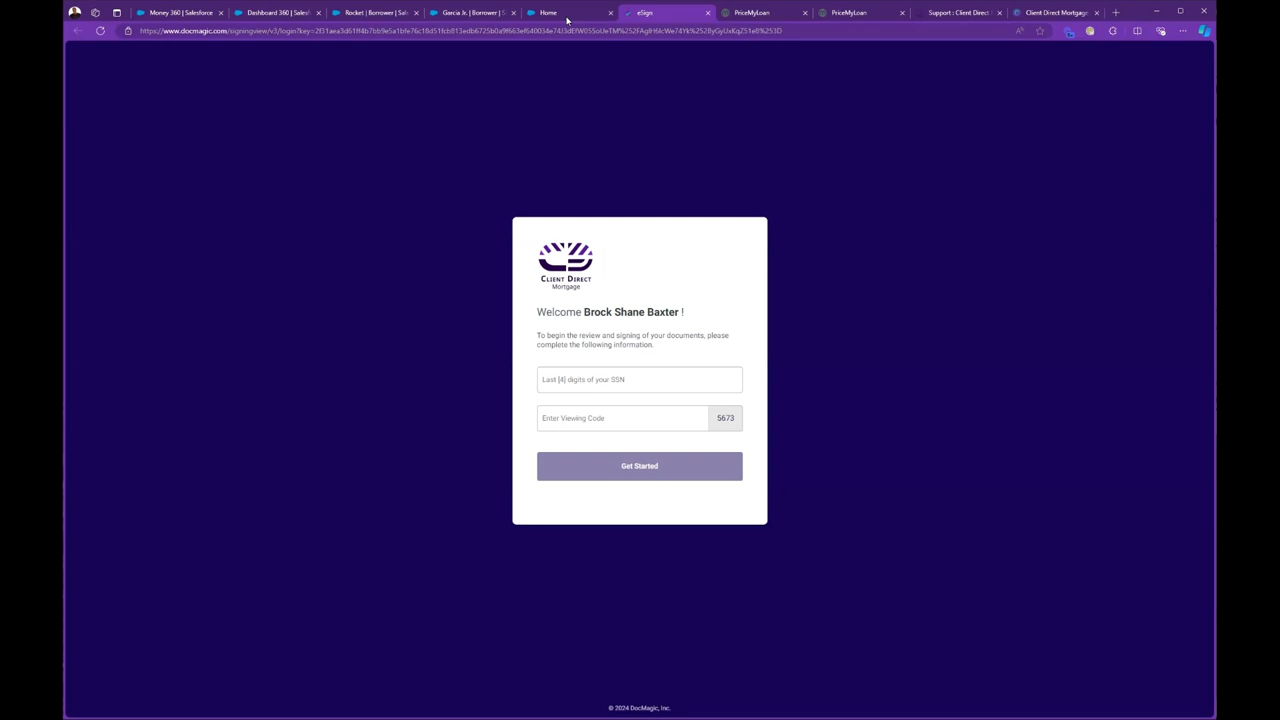 Money 360 | Salesforce
Dashboard 360 | Salesf
Rocket | Borrower | Sal
Garcia Jr. | Borrower | S
Home
eSign
PriceMyLoan
PriceMyLoan
Support : Client Direct
Client Direct Mortgage
CLIENT DIRECT
Mortgage
Welcome Brock Shane Baxter !
To begin the review and signing of your documents, please
complete the following information.
Last [4] digits of your SSN
Enter Viewing Code
5673
Get Started
© 2024 DocMagic, Inc.